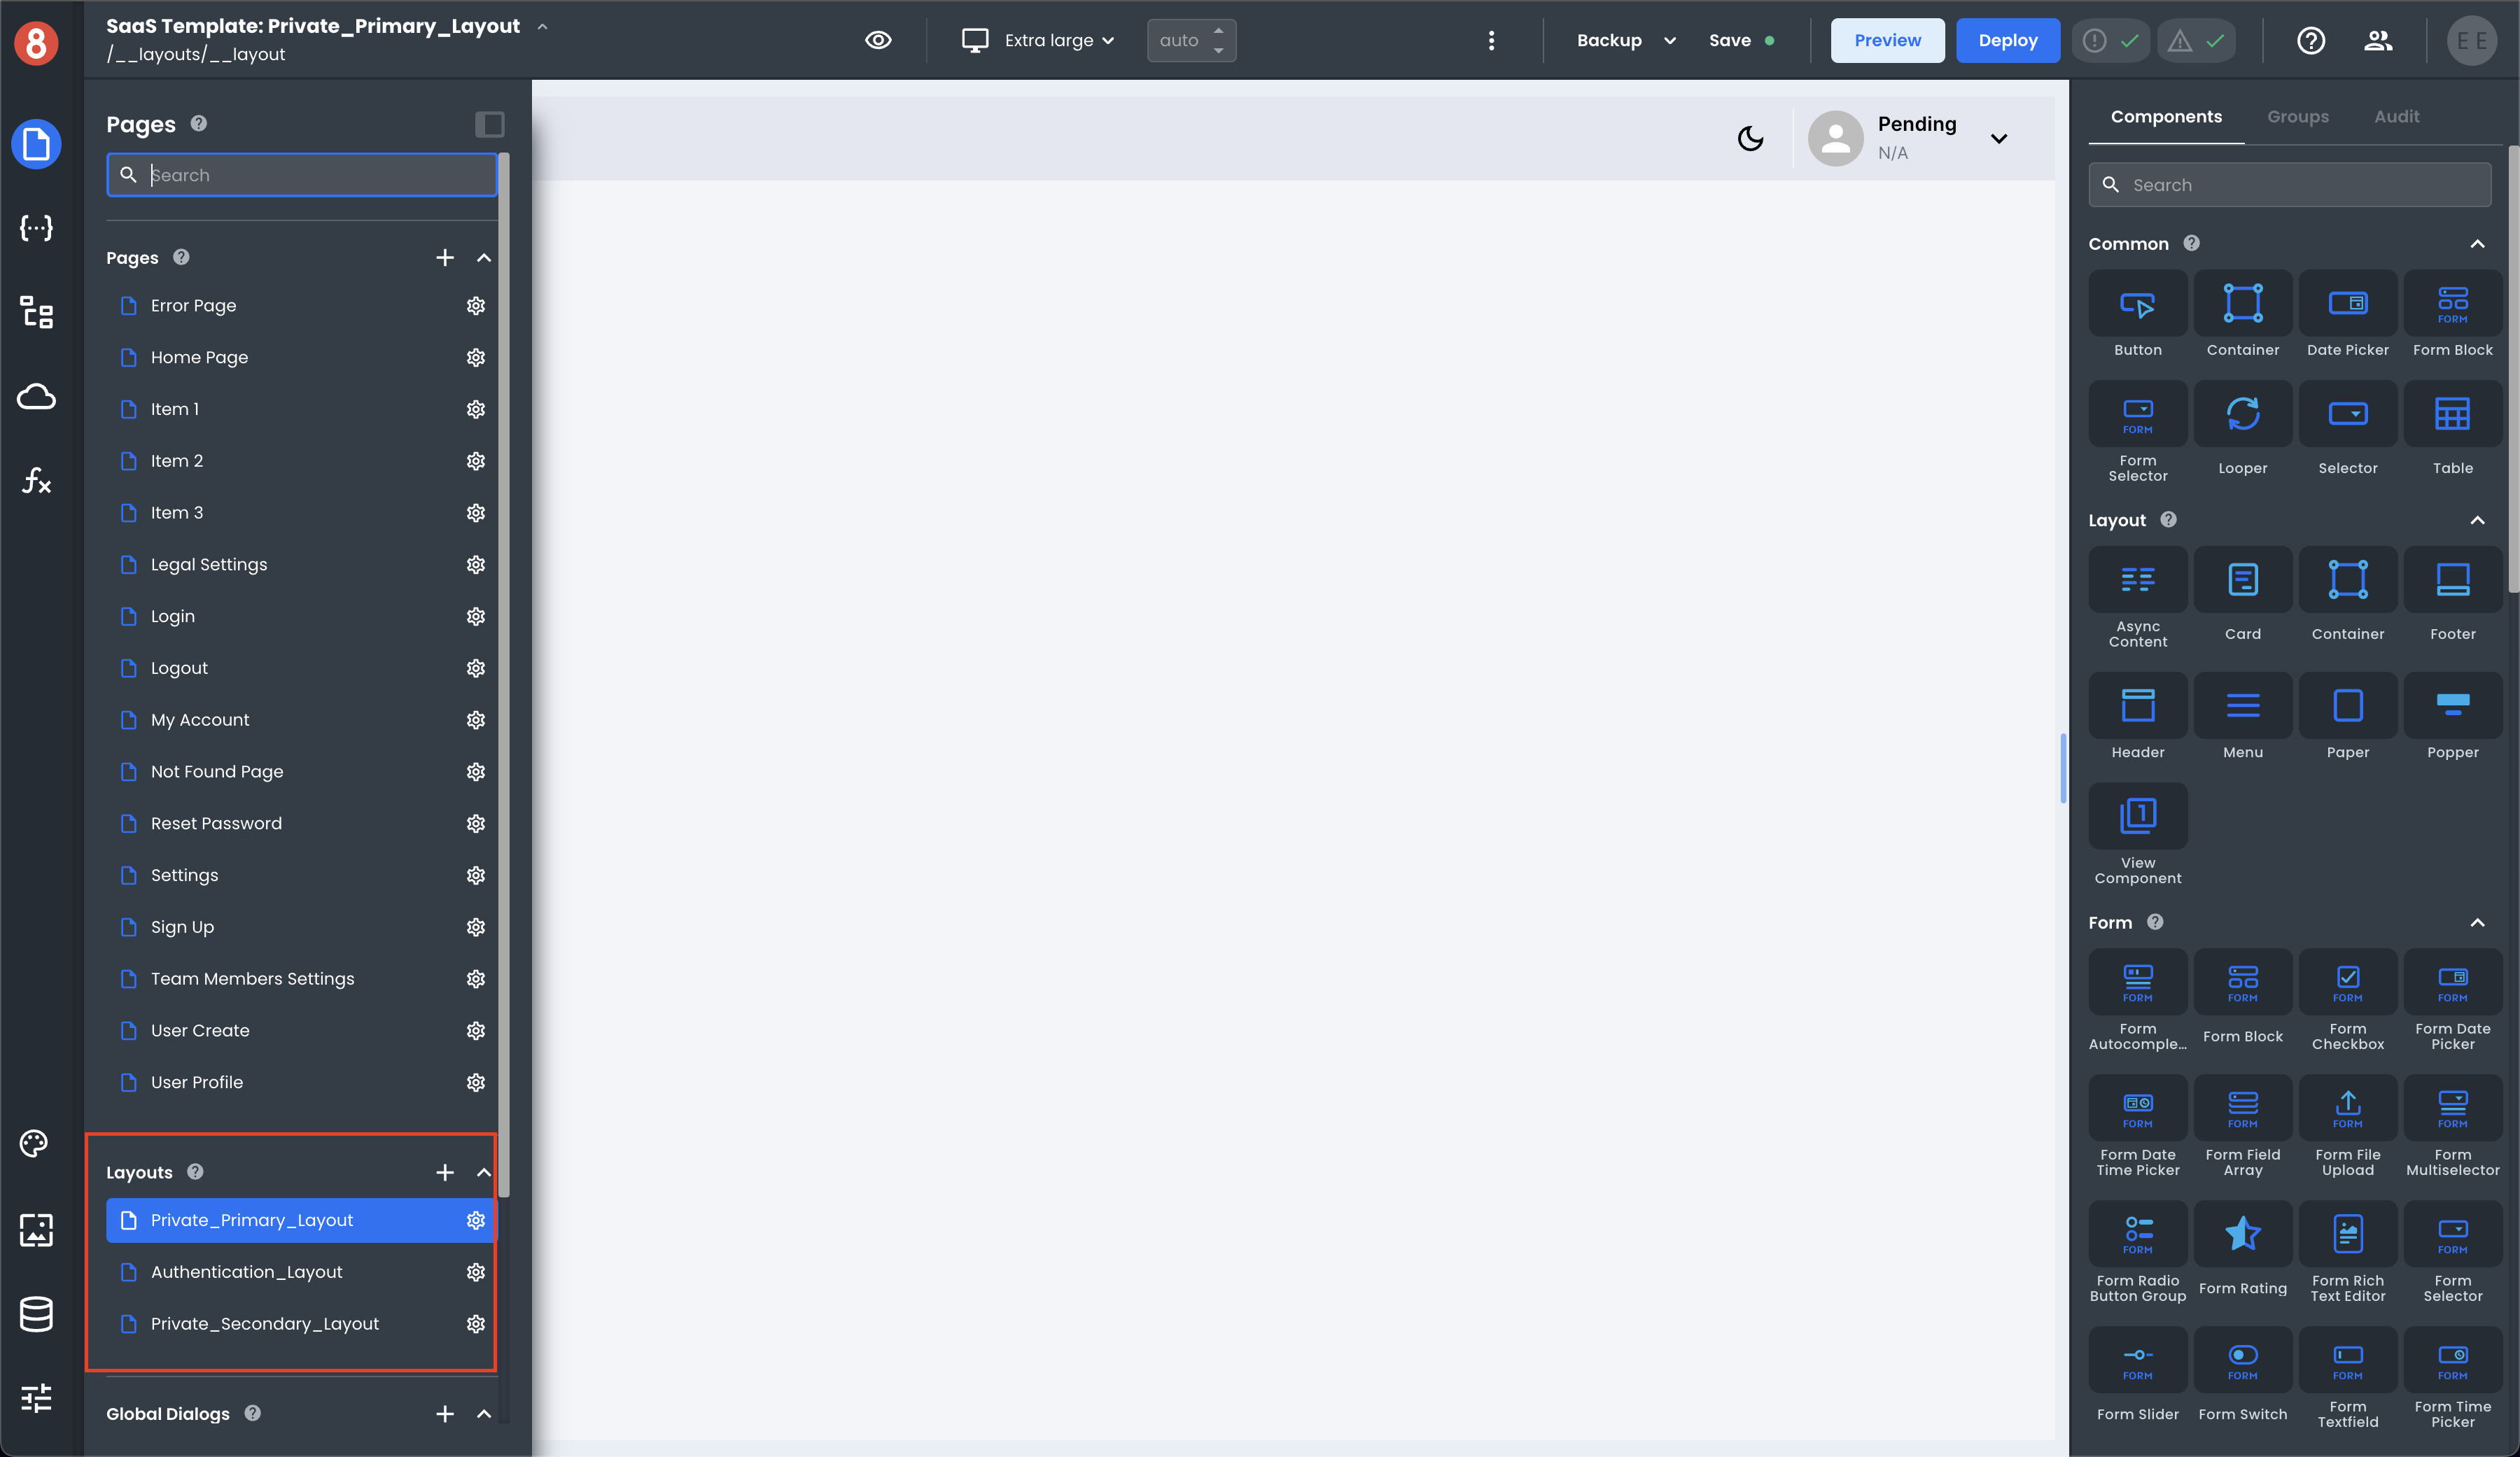 8
SaaS Template: Private_Primary_Layout
/__layouts/__layout
Extra large
auto
Backup
Save
Preview
Deploy
EE
Pages
Search
Pages
Error Page
Home Page
Item 1
Item 2
Item 3
Legal Settings
Login
Logout
My Account
Not Found Page
Reset Password
Settings
Sign Up
Team Members Settings
User Create
User Profile
Layouts
Private_Primary_Layout
Authentication_Layout
Private_Secondary_Layout
Global Dialogs
Pending
N/A
Components Groups Audit
Search
Common
FORM
Button Container Date Picker Form Block
FORM
Form
Selector
Looper Selector Table
Layout
Async
Content
Card Container Footer
Header Menu Paper Popper
1
View
Component
Form
FORM FORM FORM FORM
Form
Autocomple...
Form Block
Form
Checkbox
Form Date
Picker
FORM FORM FORM FORM
Form Date
Time Picker
Form Field
Array
Form File
Upload
Form
Multiselector
FORM FORM
Form Radio
Button Group
Form Rating
Form Rich
Text Editor
Form
Selector
FORM FORM FORM FORM
Form Slider Form Switch
Form
Textfield
Form Time
Picker